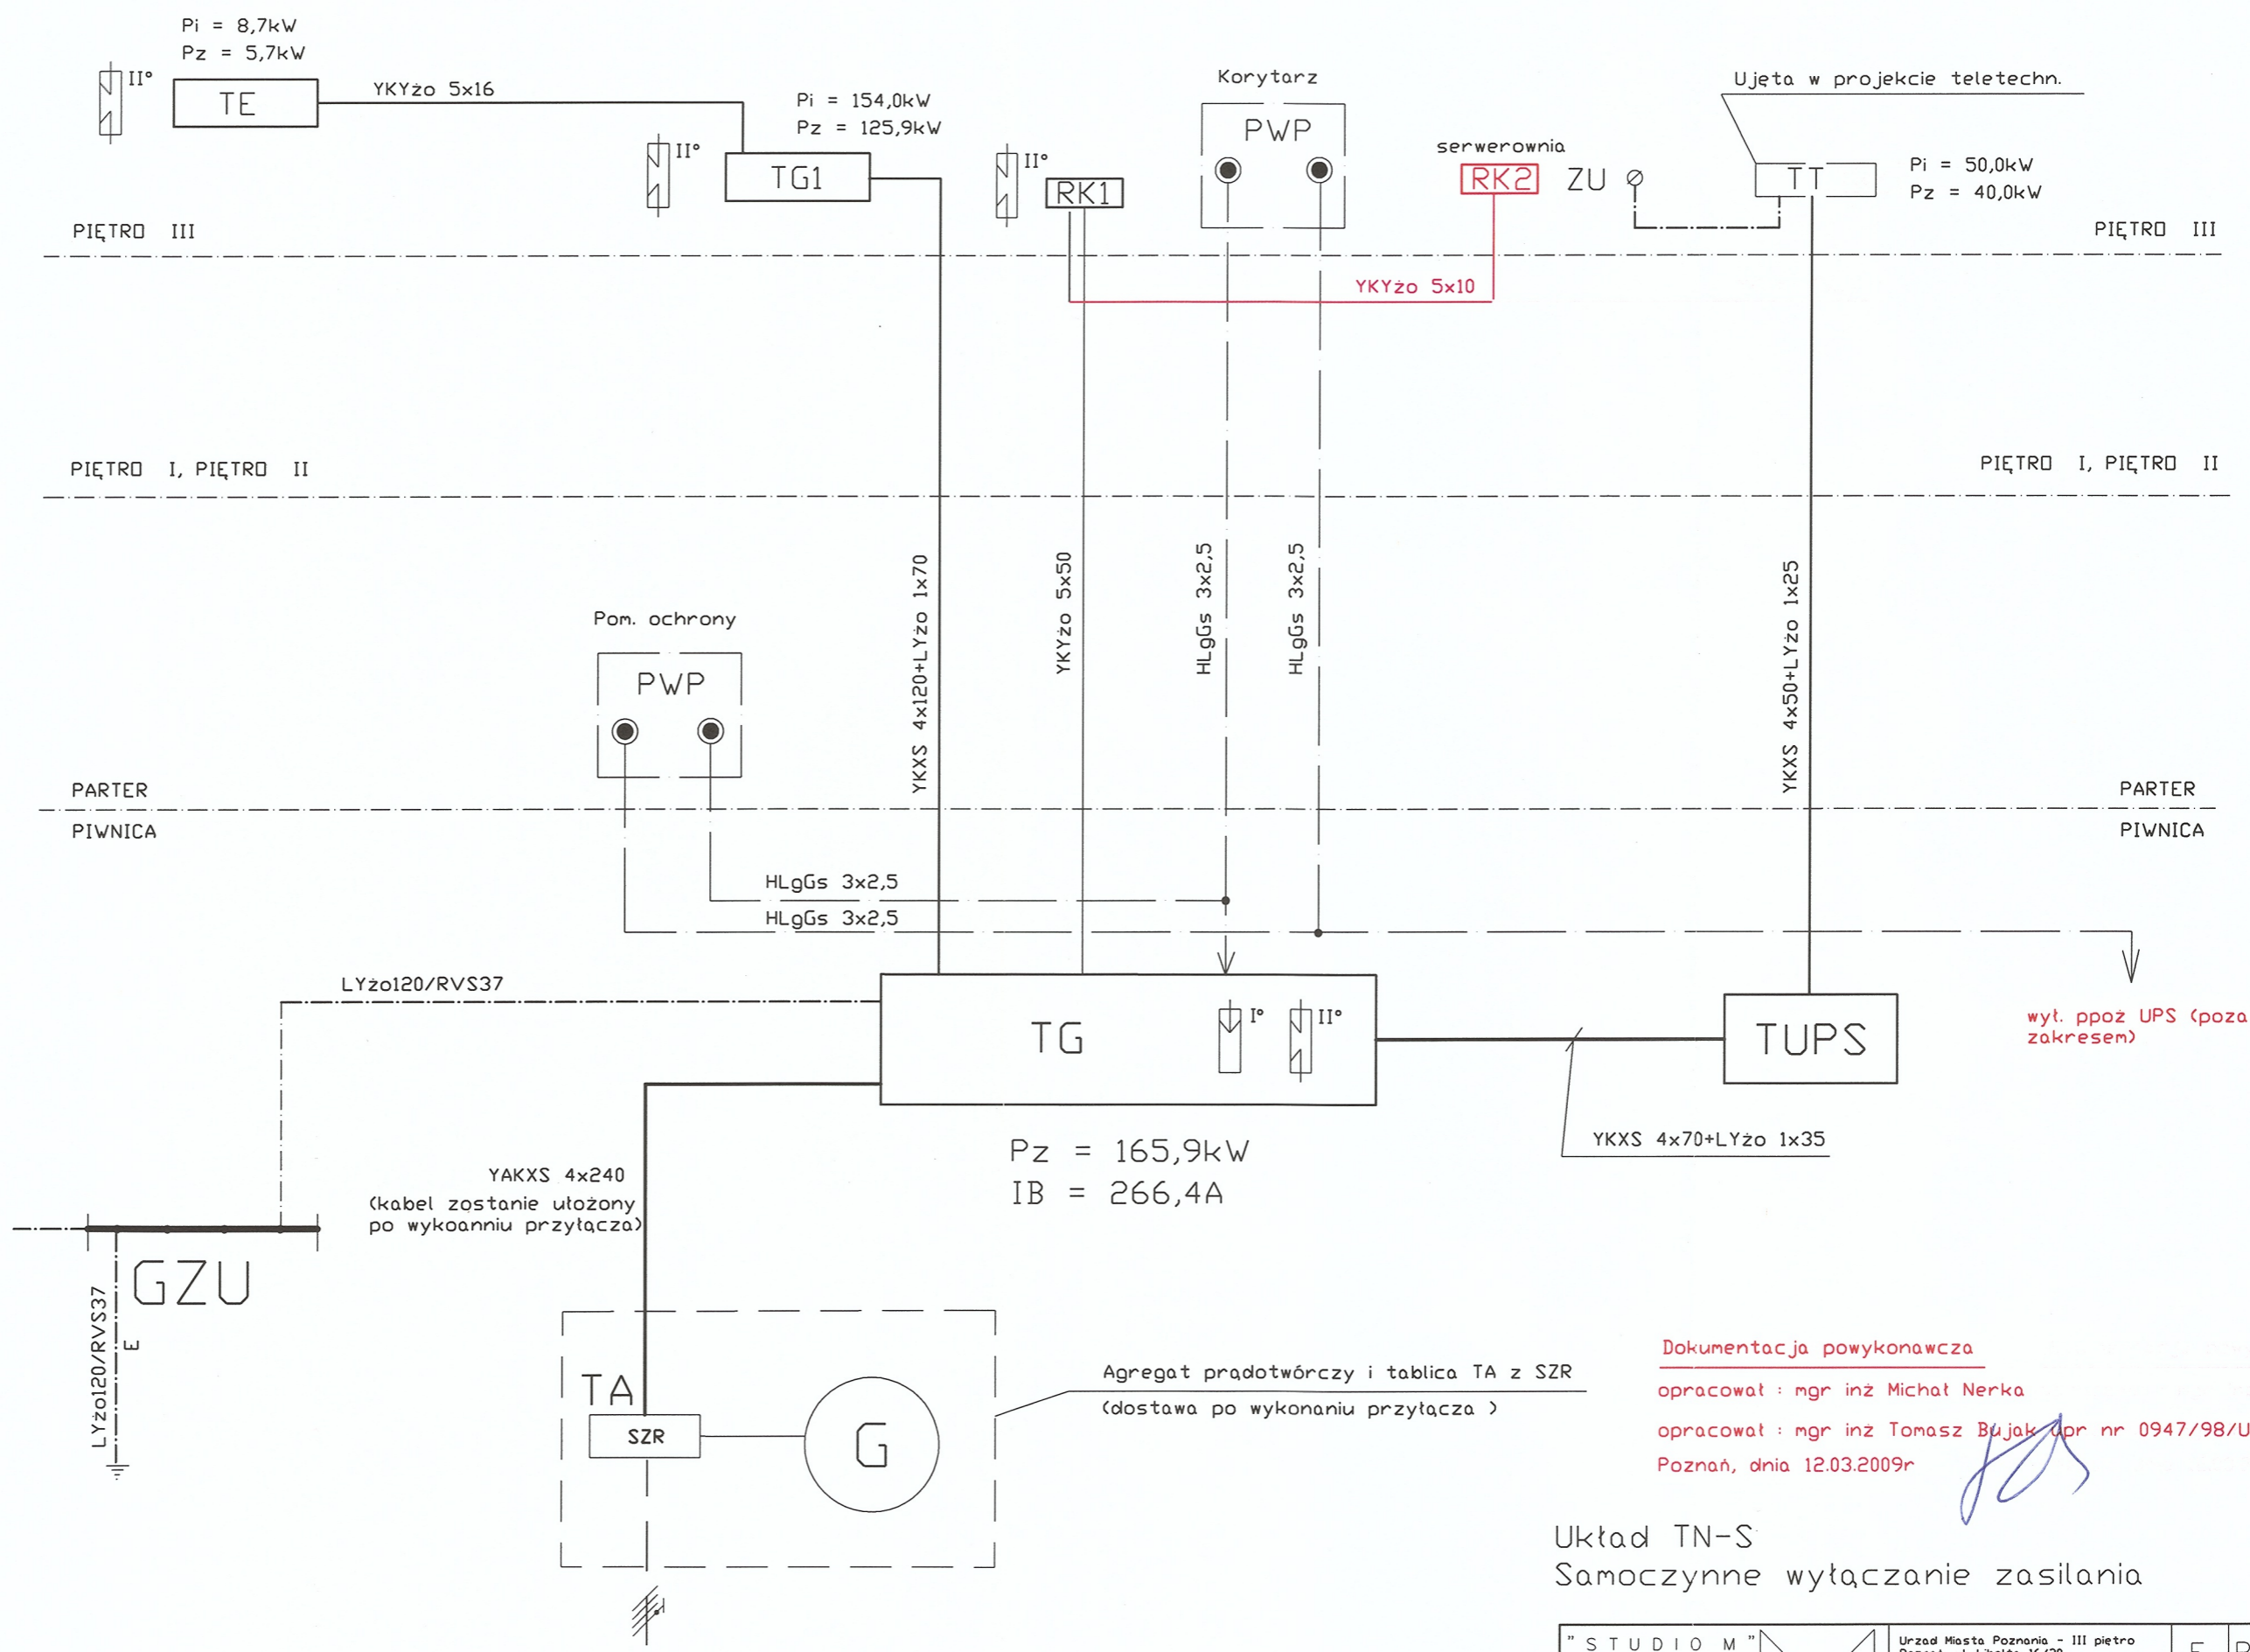 Pi = 8,7kW
Pz = 5,7kW
II°
TE
YKYżo 5x16
Pi = 154,0kW
Pz = 125,9kW
II°
TG1
II°
RK1
Korytarz
PWP
serwerownia
RK2
ZU
Ujęta w projekcie teletechn.
TT
Pi = 50,0kW
Pz = 40,0kW
PIĘTRO III
PIĘTRO III
YKYżo 5x10
PIĘTRO I, PIĘTRO II
PIĘTRO I, PIĘTRO II
YKXS 4x120+LYżo 1x70
YKYżo 5x50
HLgGs 3x2,5
HLgGs 3x2,5
YKXS 4x50+LYżo 1x25
Pom. ochrony
PWP
PARTER
PARTER
PIWNICA
PIWNICA
HLgGs 3x2,5
HLgGs 3x2,5
LYżo120/RVS37
TG
I°
II°
TUPS
wył. ppoż UPS (poza
zakresem)
YKXS 4x70+LYżo 1x35
Pz = 165,9kW
IB = 266,4A
YAKXS 4x240
(kabel zostanie ułożony
po wykoanniu przyłącza)
GZU
LYżo120/RVS37
E
TA
SZR
G
Agregat prądotwórczy i tablica TA z SZR
(dostawa po wykonaniu przyłącza )
Dokumentacja powykonawcza
opracował : mgr inż Michał Nerka
opracował : mgr inż Tomasz Bujak upr nr 0947/98/U
Poznań, dnia 12.03.2009r
Układ TN-S
Samoczynne wyłączanie zasilania
"STUDIO M"
Urząd Miasta Poznania - III piętro